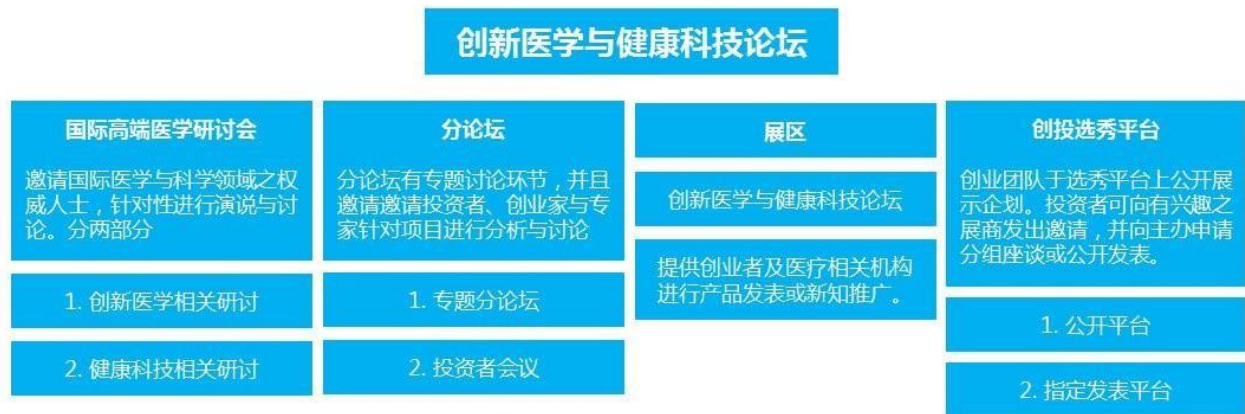 创新医学与健康科技论坛
国际高端医学研讨会
邀请国际医学与科学领域之权
威人士，针对性进行演说与讨
论。分两部分
1. 创新医学相关研讨
2. 健康科技相关研讨
分论坛
分论坛有专题讨论环节，并且
邀请邀请投资者、创业家与专
家针对项目进行分析与讨论
1. 专题分论坛
2. 投资者会议
展区
创新医学与健康科技论坛
提供创业者及医疗相关机构
进行产品发表或新知推广。
创投选秀平台
创业团队于选秀平台上公开展
示企划。投资者可向有兴趣之
展商发出邀请，并向主办申请
分组座谈或公开发表。
1. 公开平台
2. 指定发表平台